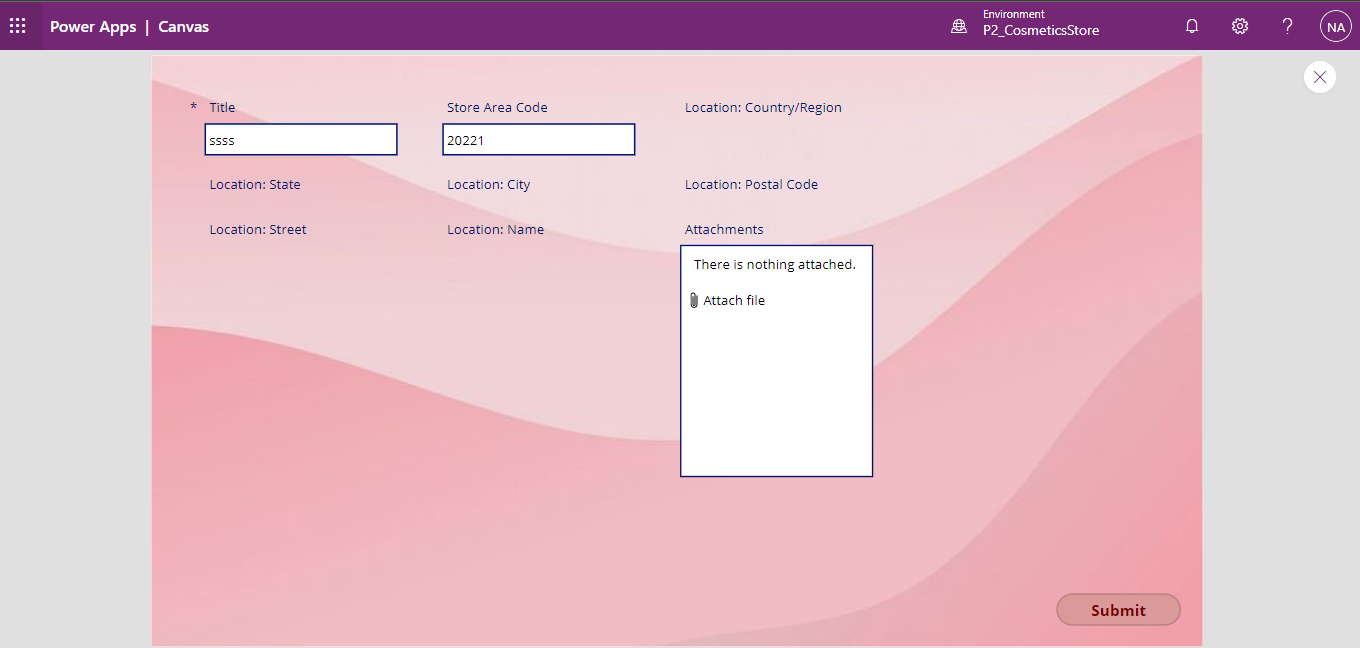 Power Apps | Canvas
Environment
P2_CosmeticsStore
?
NA
* Title
Store Area Code
Location: Country/Region
ssss
20221
Location: State
Location: City
Location: Postal Code
Location: Street
Location: Name
Attachments
There is nothing attached.
Attach file
Submit